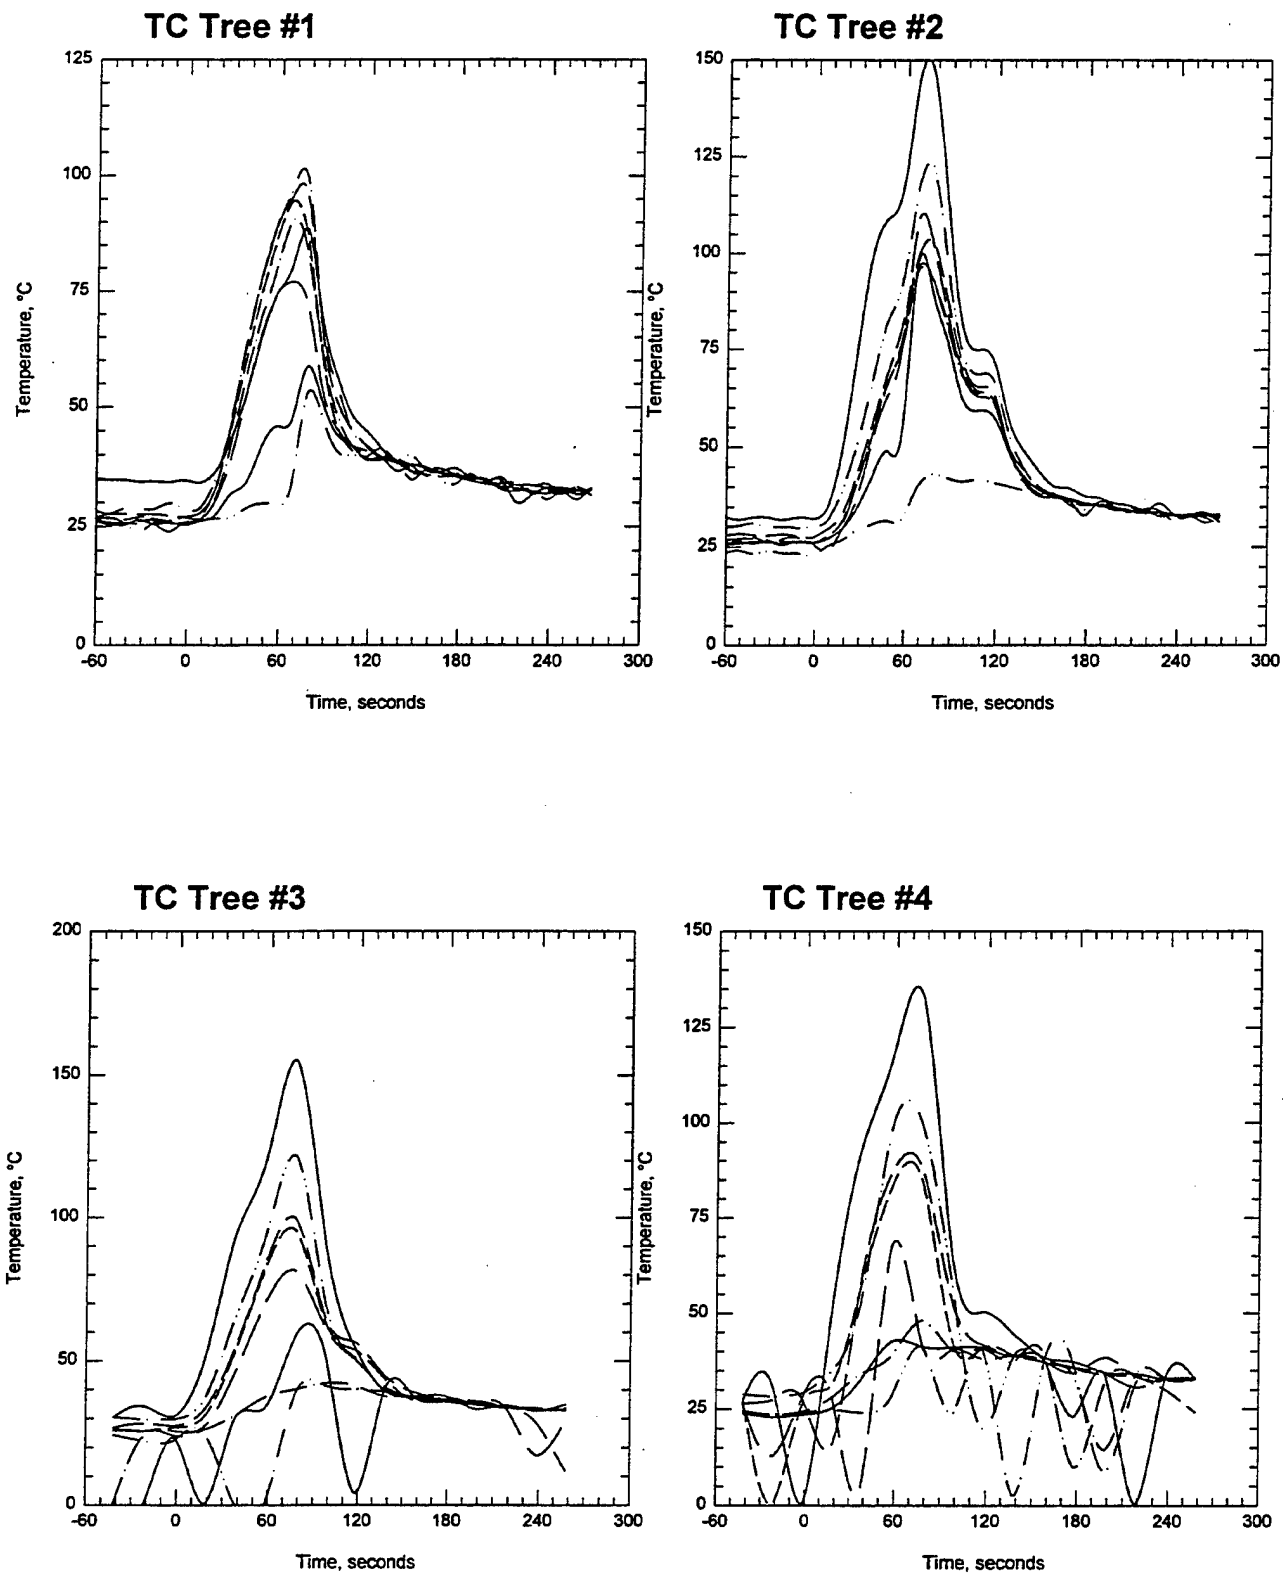 TC Tree #1
125
100
75
50
25
0
Temperature, °C
-60 0 60 120 180 240 300
Time, seconds
TC Tree #2
150
125
100
75
50
25
0
Temperature, °C
-60 0 60 120 180 240 300
Time, seconds
TC Tree #3
200
150
100
50
0
Temperature, °C
-60 0 60 120 180 240 300
Time, seconds
TC Tree #4
150
125
100
75
50
25
0
Temperature, °C
-60 0 60 120 180 240 300
Time, seconds